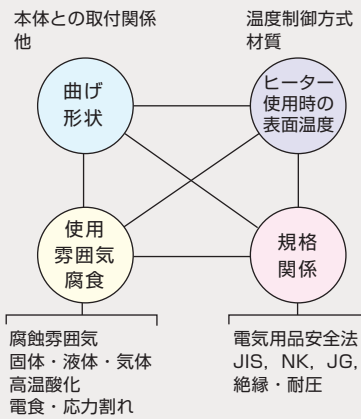 本体との取付関係
他
温度制御方式
材質
曲げ
形状
ヒーター
使用時の
表面温度
使用
雰囲気
腐食
規格
関係
腐蝕雰囲気
固体・液体・気体
高温酸化
電食・応力割れ
電気用品安全法
JIS, NK, JG,
絶縁・耐圧